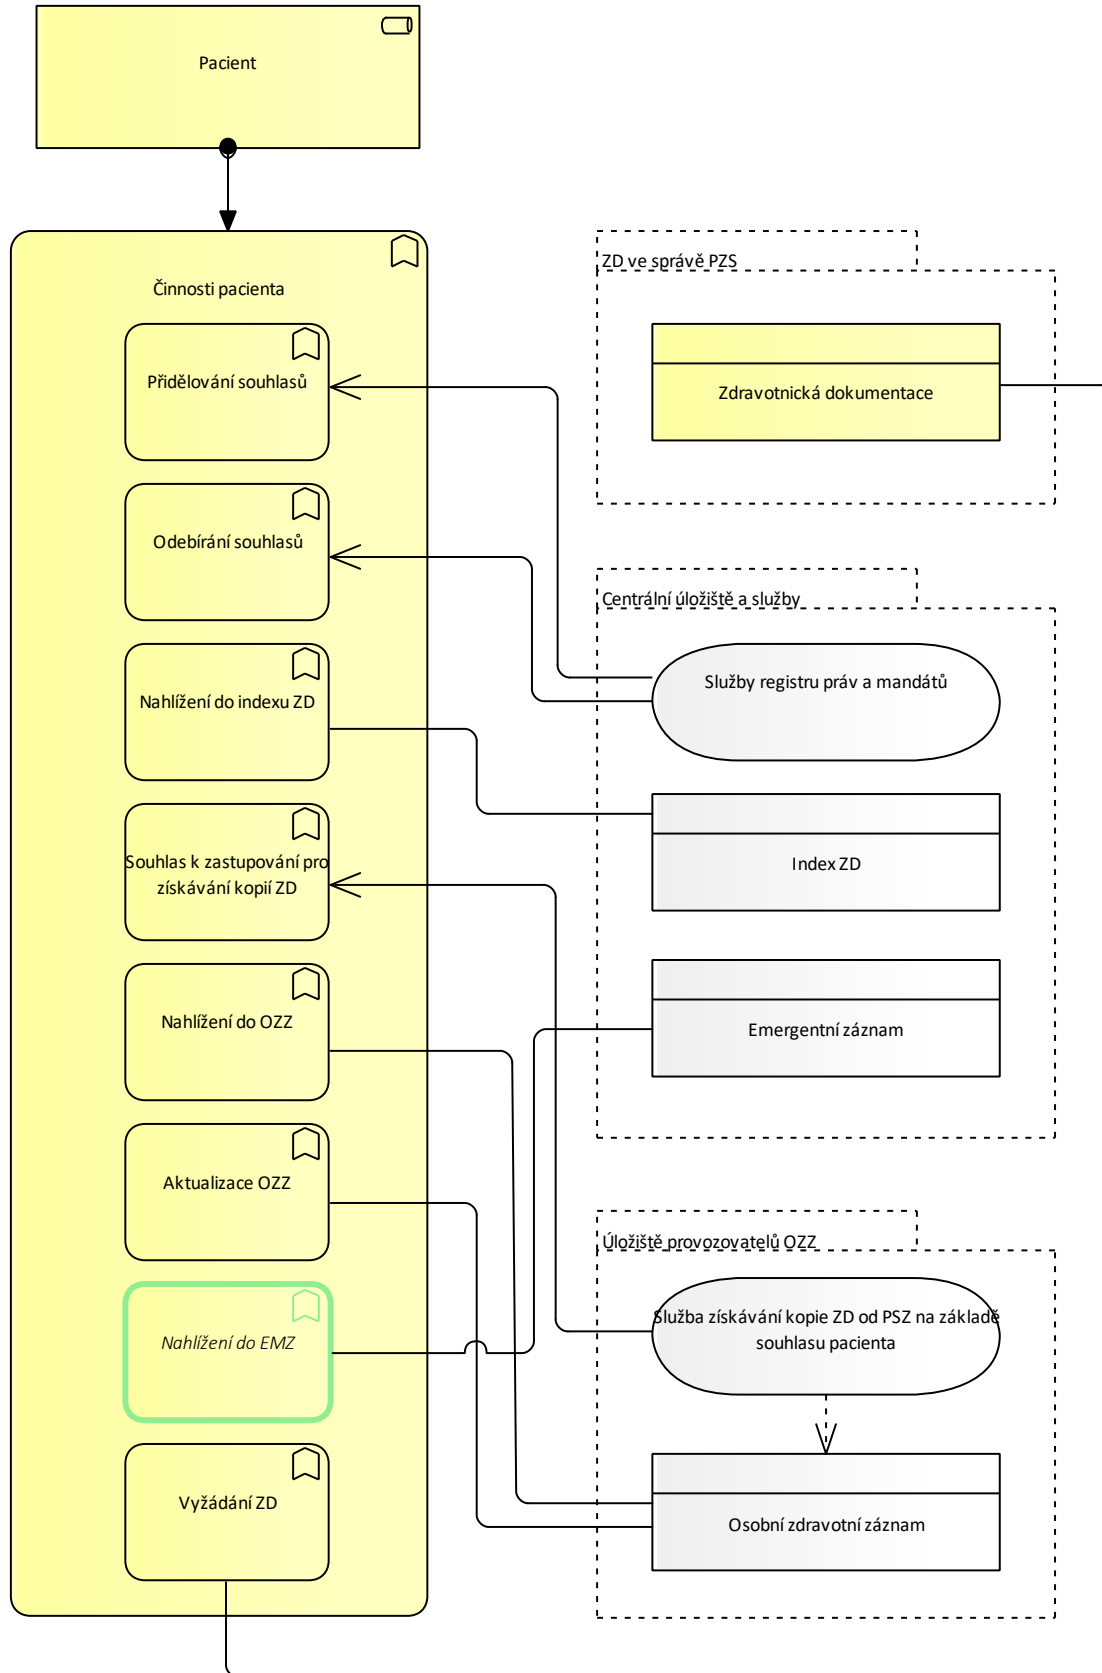 Pacient
Činnosti pacienta
Přidělování souhlasů
Odebírání souhlasů
Nahlížení do indexu ZD
Souhlas k zastupování pro
získávání kopií ZD
Nahlížení do OZZ
Aktualizace OZZ
Nahlížení do EMZ
Vyžádání ZD
ZD ve správě PZS
Zdravotnická dokumentace
Centrální úložiště a služby
Služby registru práv a mandátů
Index ZD
Emergentní záznam
Úložiště provozovatelů OZZ
Služba získávání kopie ZD od PSZ na základě
souhlasu pacienta
Osobní zdravotní záznam